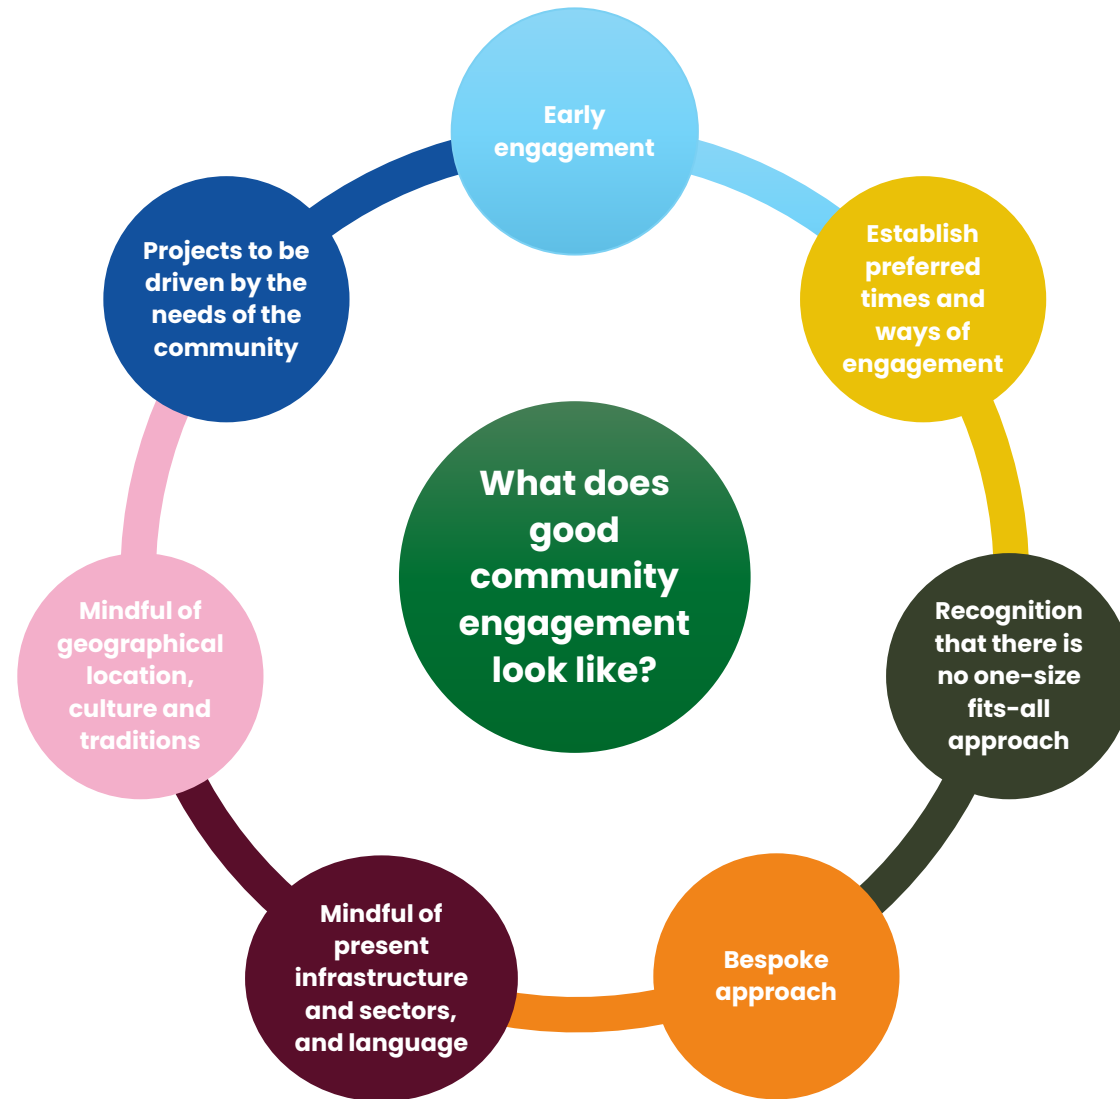 Early
engagement
Establish
preferred
times and
ways of
engagement
Recognition
that there is
no one-size
fits-all
approach
Bespoke
approach
Mindful of
present
infrastructure
and sectors,
and language
Mindful of
geographical
location,
culture and
traditions
Projects to be
driven by the
needs of the
community
What does
good
community
engagement
look like?